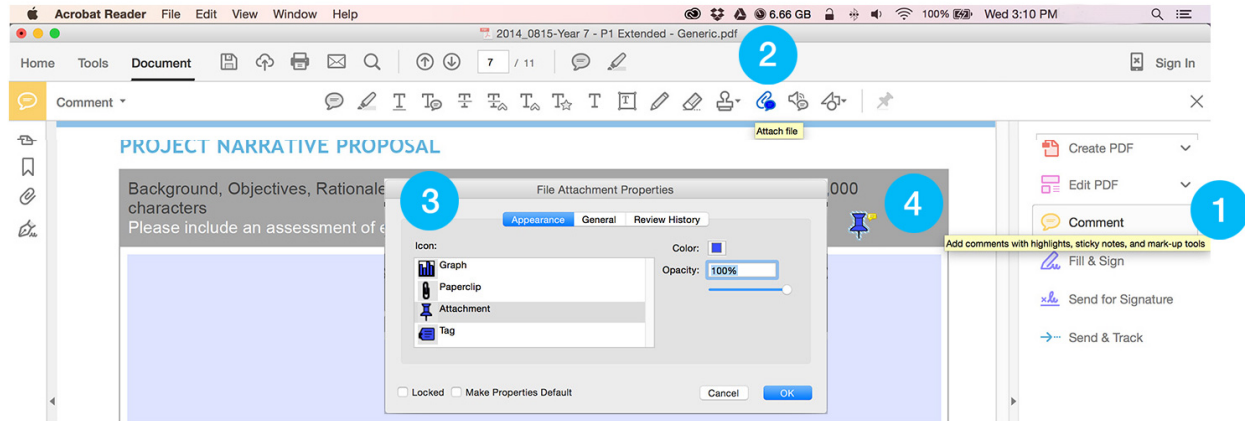 Acrobat Reader File Edit View Window Help 6.66 GB 100% Wed 3:10 PM
2014_0815-Year 7 - P1 Extended - Generic.pdf
Home Tools Document 7 / 11 2 Sign In
Comment
Attach file
PROJECT NARRATIVE PROPOSAL
Background, Objectives, Rationale ,000
characters
Please include an assessment of e
3
File Attachment Properties
4
Appearance General Review History
Icon:
Graph
Paperclip
Attachment
Tag
Color:
Opacity: 100%
Locked Make Properties Default Cancel OK
Create PDF
Edit PDF
1
Comment
Add comments with highlights, sticky notes, and mark-up tools
Fill & Sign
Send for Signature
Send & Track